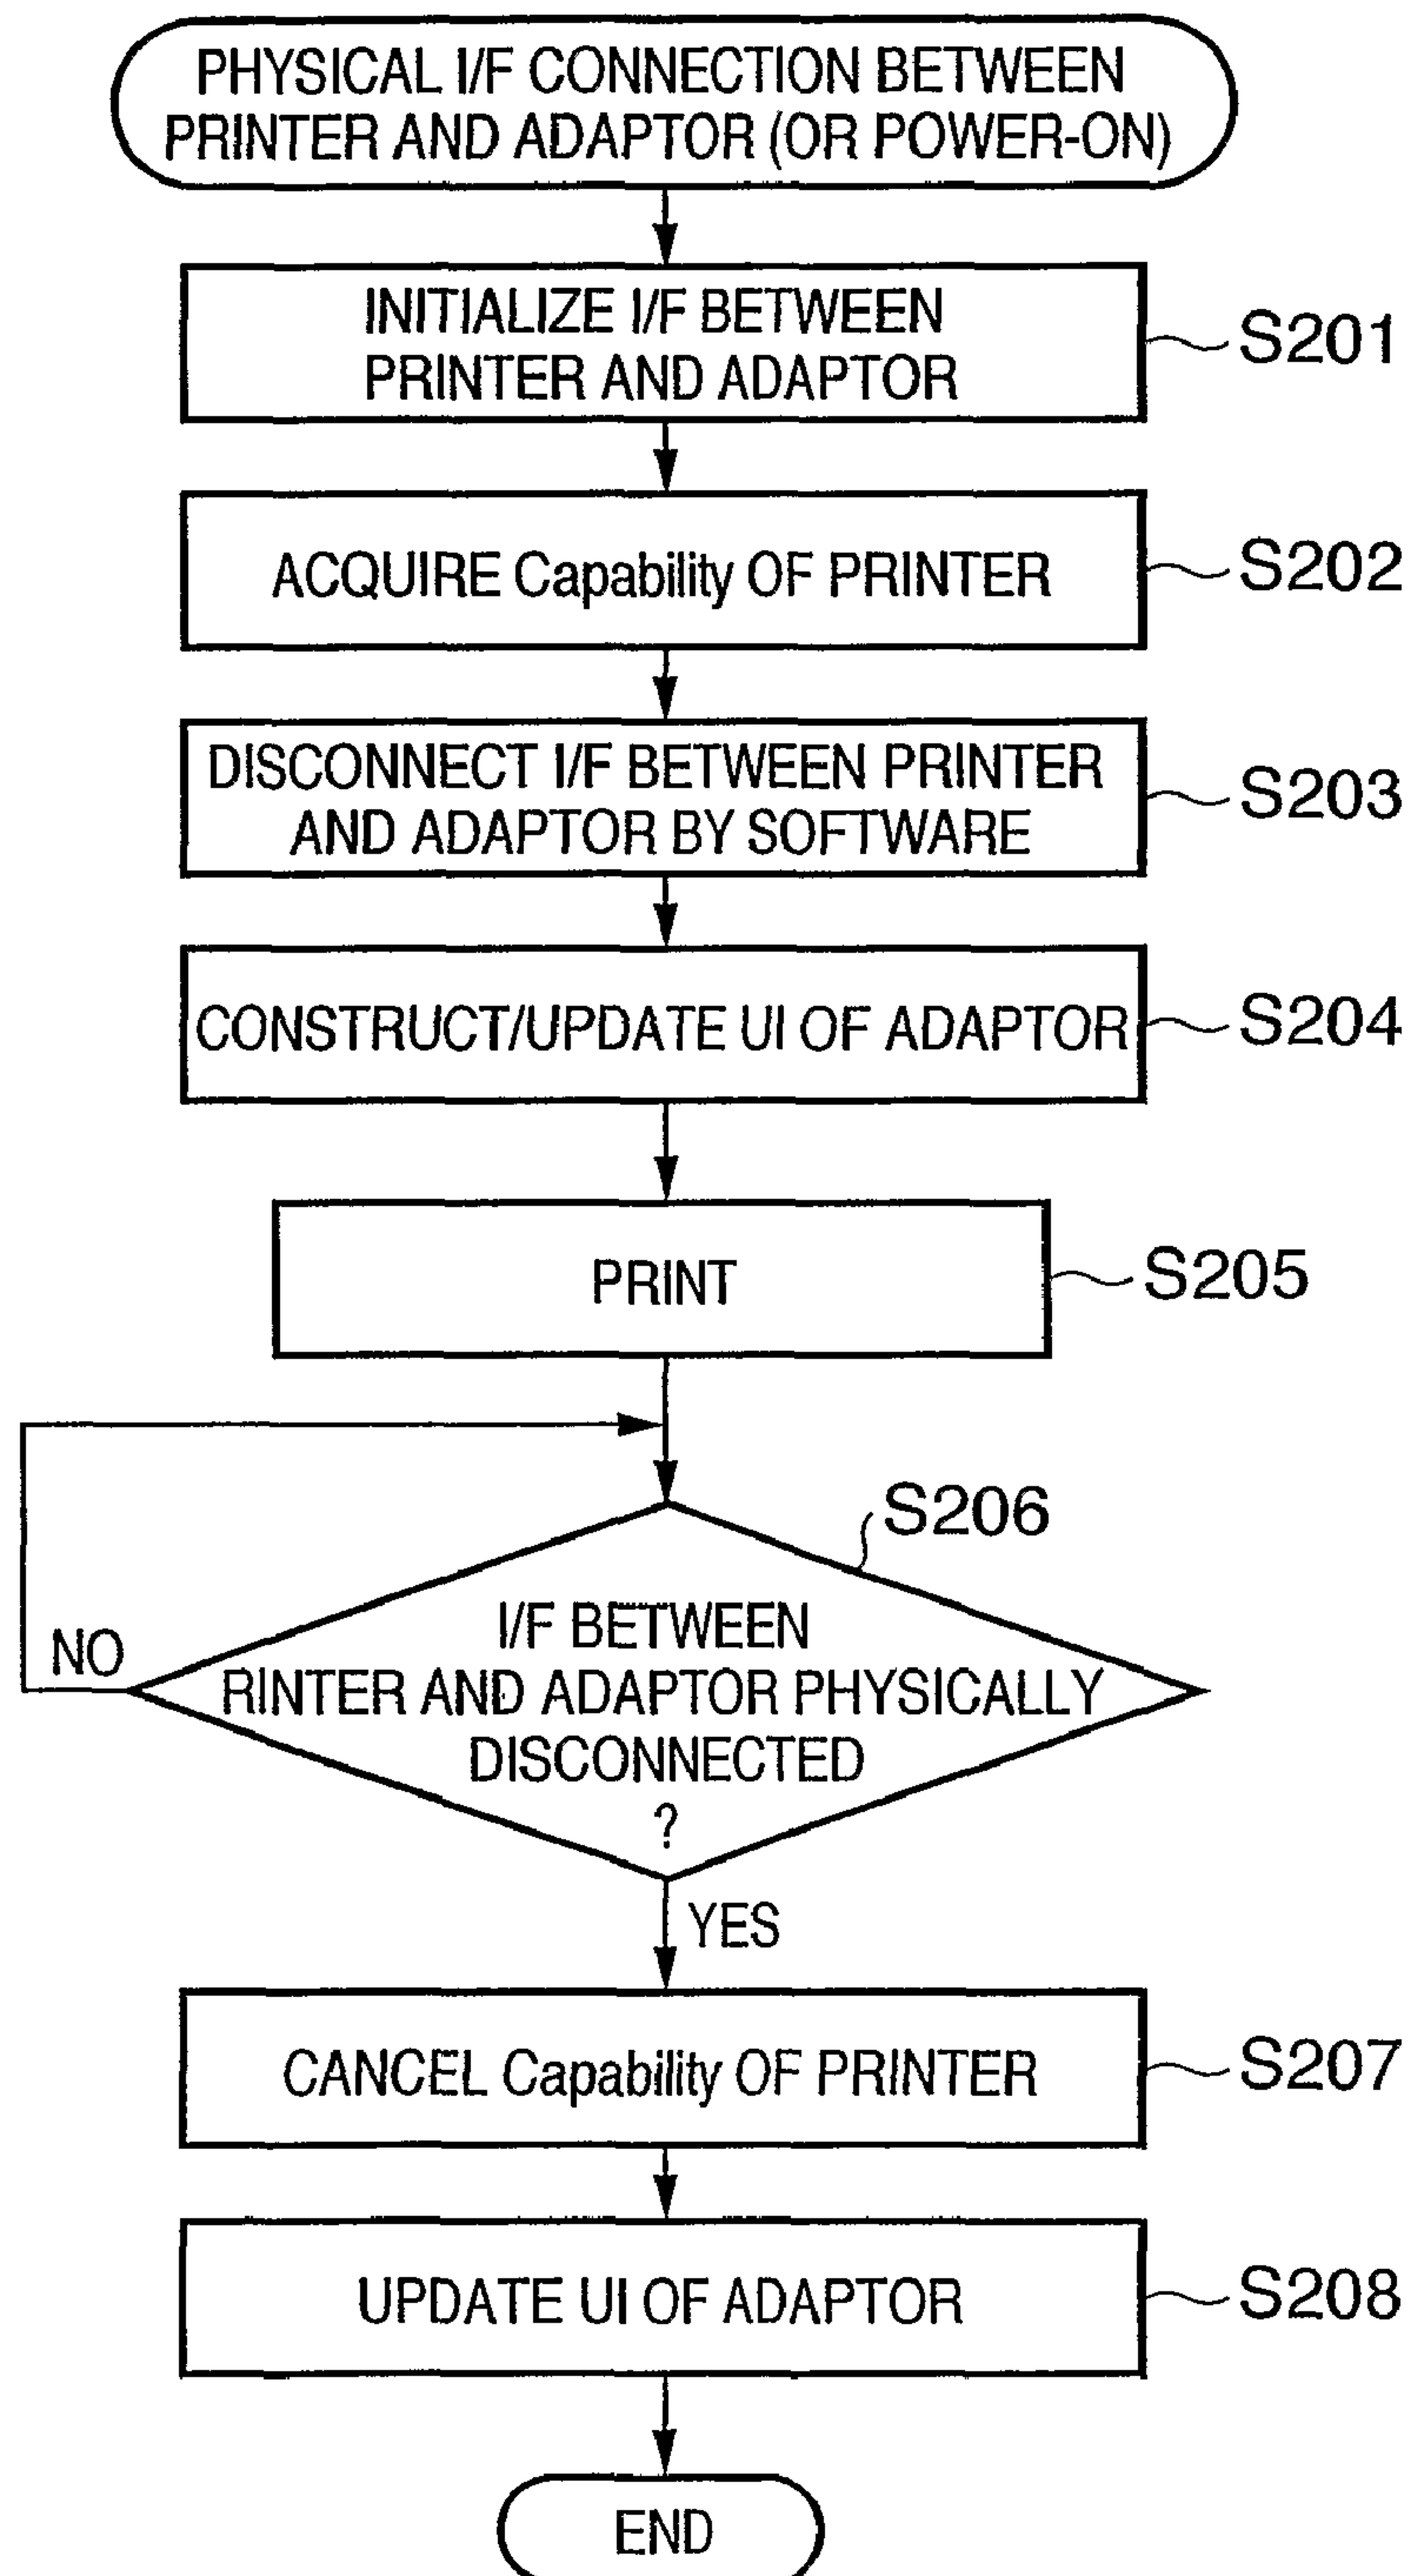 PHYSICAL I/F CONNECTION BETWEEN
PRINTER AND ADAPTOR (OR POWER-ON)
INITIALIZE I/F BETWEEN
PRINTER AND ADAPTOR
S201
ACQUIRE Capability OF PRINTER
S202
DISCONNECT I/F BETWEEN PRINTER
AND ADAPTOR BY SOFTWARE
S203
CONSTRUCT/UPDATE UI OF ADAPTOR
S204
PRINT
S205
S206
I/F BETWEEN
RINTER AND ADAPTOR PHYSICALLY
DISCONNECTED
?
NO
YES
CANCEL Capability OF PRINTER
S207
UPDATE UI OF ADAPTOR
S208
END